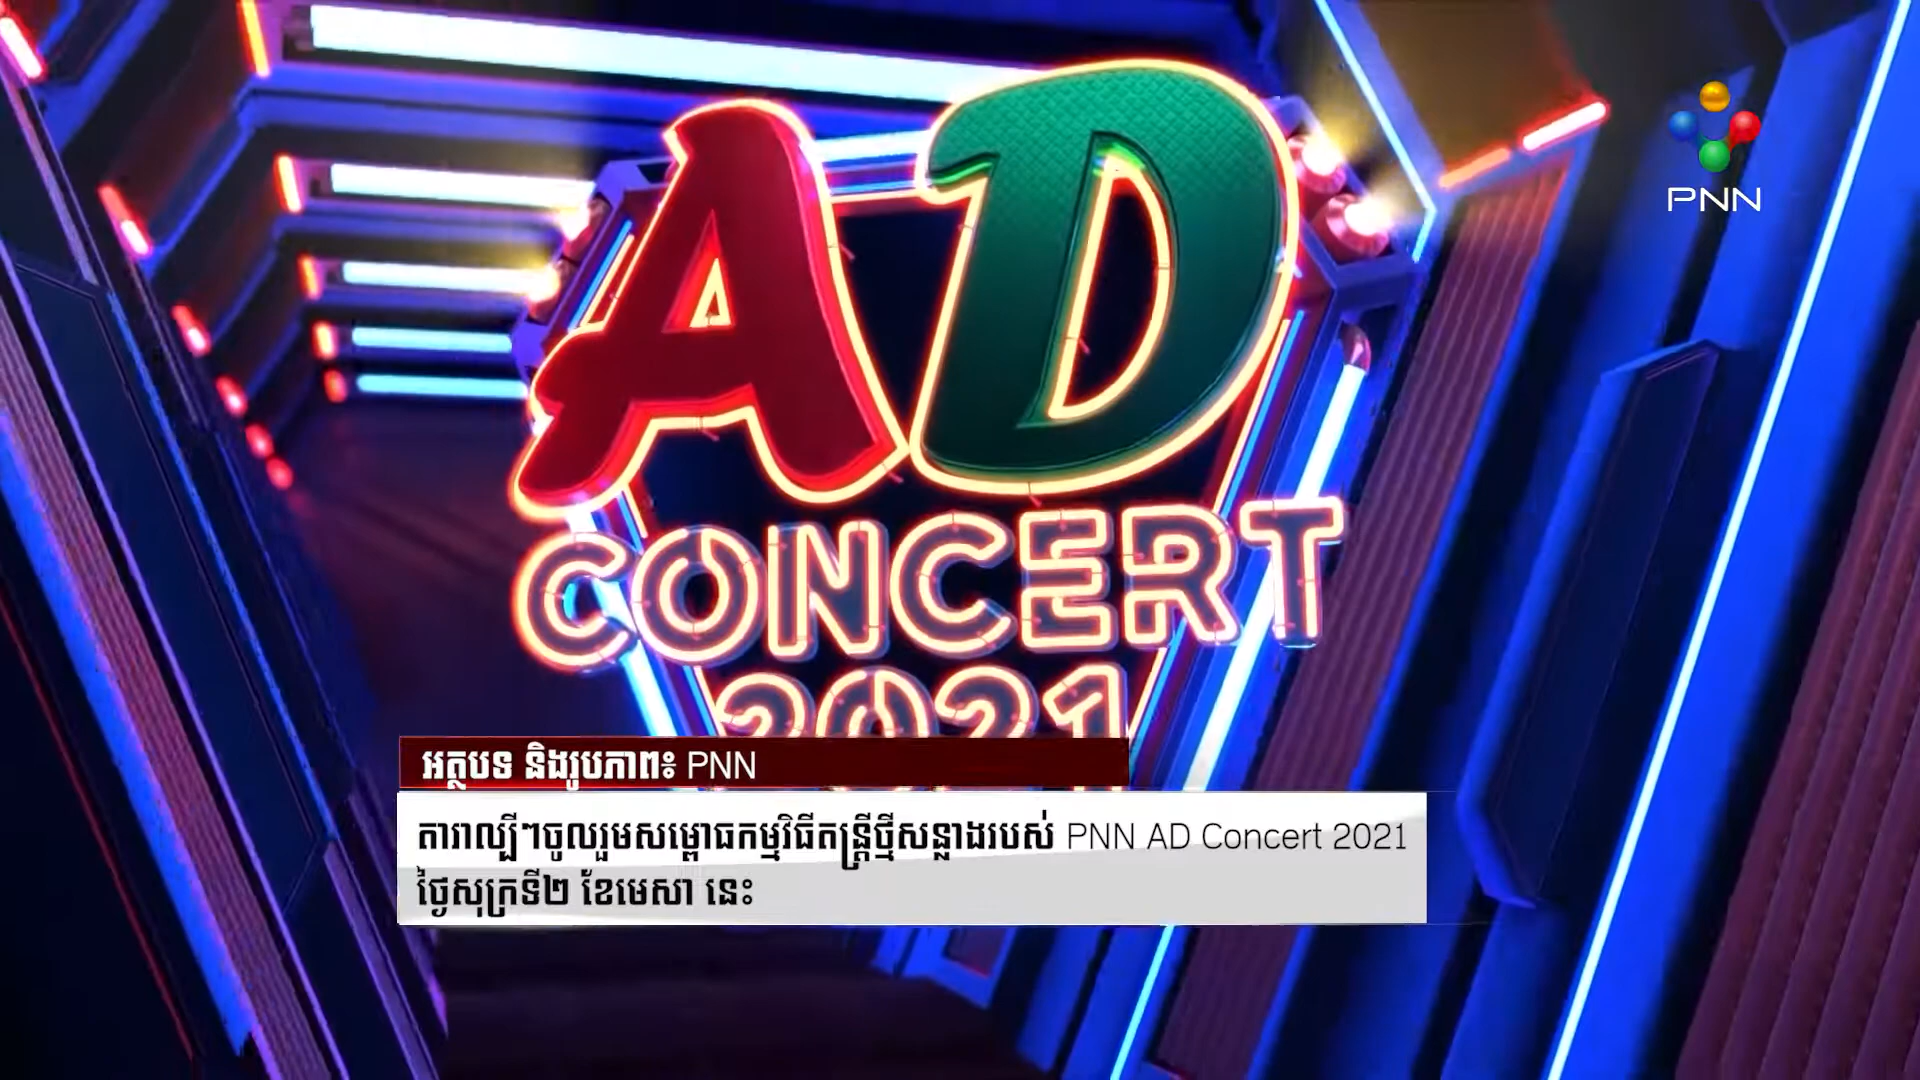 AD
PNN
CONCERT
2021
អត្ថបទ និងរូបភាព៖ PNN
តារាល្បីៗចូលរួមសម្ពោធកម្មវិធីតន្ត្រីថ្មីសន្លាងរបស់ PNN AD Concert 2021
ថ្ងៃសុក្រទី២ ខែមេសា នេះ